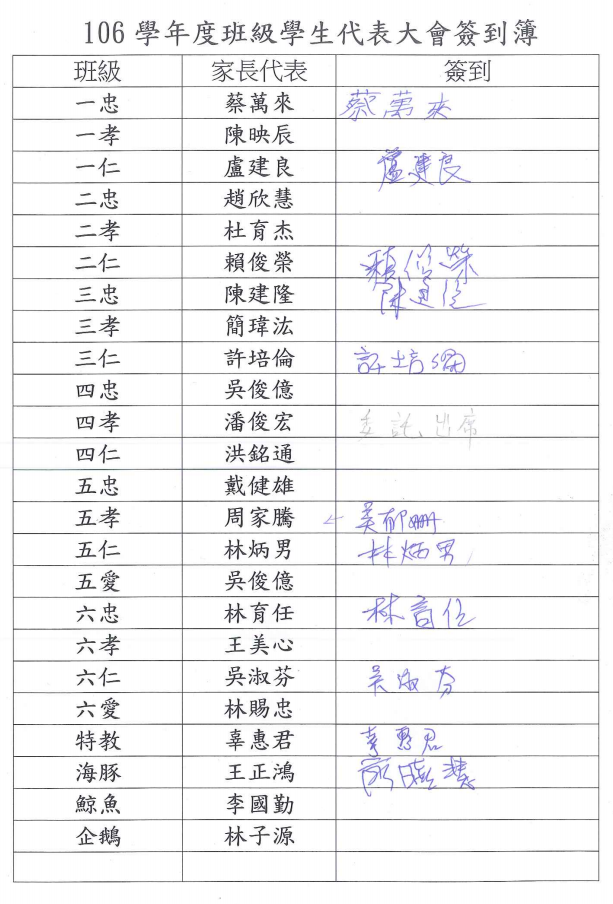 106 學年度班級學生代表大會簽到簿
班級 家長代表 簽到
一忠 蔡萬來 蔡萬來
一孝 陳映辰
一仁 盧建良 盧建良
二忠 趙欣慧
二孝 杜育杰
二仁 賴俊榮 賴俊榮
三忠 陳建隆 陳建隆
三孝 簡瑋汯
三仁 許培倫 許培倫
四忠 吳俊億
四孝 潘俊宏 委託出席
四仁 洪銘通
五忠 戴健雄
五孝 周家騰 ← 吳郁珊
五仁 林炳男 林炳男
五愛 吳俊億
六忠 林育任 林育任
六孝 王美心
六仁 吳淑芬 吳淑芬
六愛 林賜忠
特教 辜惠君 辜惠君
海豚 王正鴻
鯨魚 李國勤
企鵝 林子源